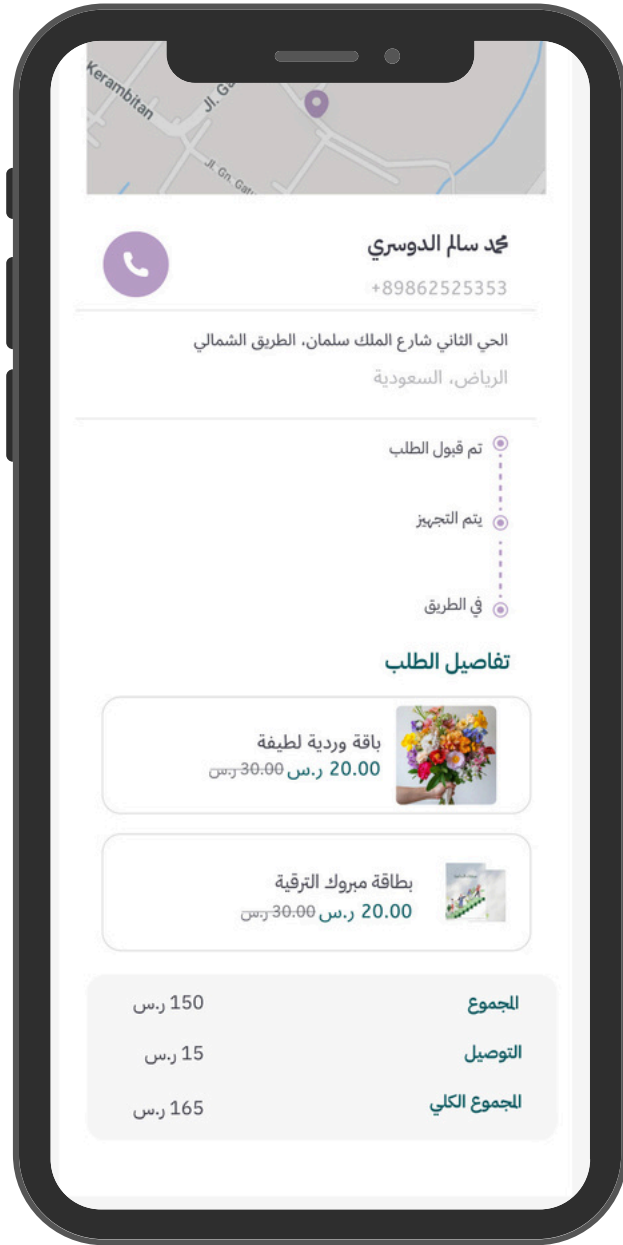 Kerambitan
Jl. Ga
Jl. Gn. Gatu
محمد سالم الدوسري
+89862525353
الحي الثاني شارع الملك سلمان، الطريق الشمالي
الرياض، السعودية
تم قبول الطلب
يتم التجهيز
في الطريق
تفاصيل الطلب
باقة وردية لطيفة
20.00 ر.س 30.00 ر.س
بطاقة مبروك الترقية
20.00 ر.س 30.00 ر.س
المجموع 150 ر.س
التوصيل 15 ر.س
المجموع الكلي 165 ر.س